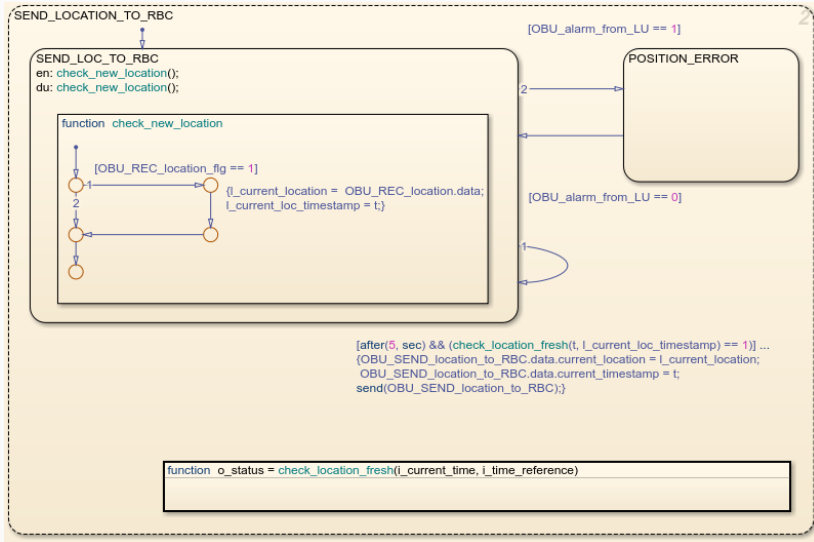 SEND_LOCATION_TO_RBC
2
[OBU_alarm_from_LU == 1]
SEND_LOC_TO_RBC
en: check_new_location();
du: check_new_location();
POSITION_ERROR
2
function check_new_location
[OBU_REC_location_flg == 1]
1
{l_current_location = OBU_REC_location.data;
l_current_loc_timestamp = t;}
2
[OBU_alarm_from_LU == 0]
1
[after(5, sec) && (check_location_fresh(t, l_current_loc_timestamp) == 1)] ...
{OBU_SEND_location_to_RBC.data.current_location = l_current_location;
OBU_SEND_location_to_RBC.data.current_timestamp = t;
send(OBU_SEND_location_to_RBC);}
function o_status = check_location_fresh(i_current_time, i_time_reference)